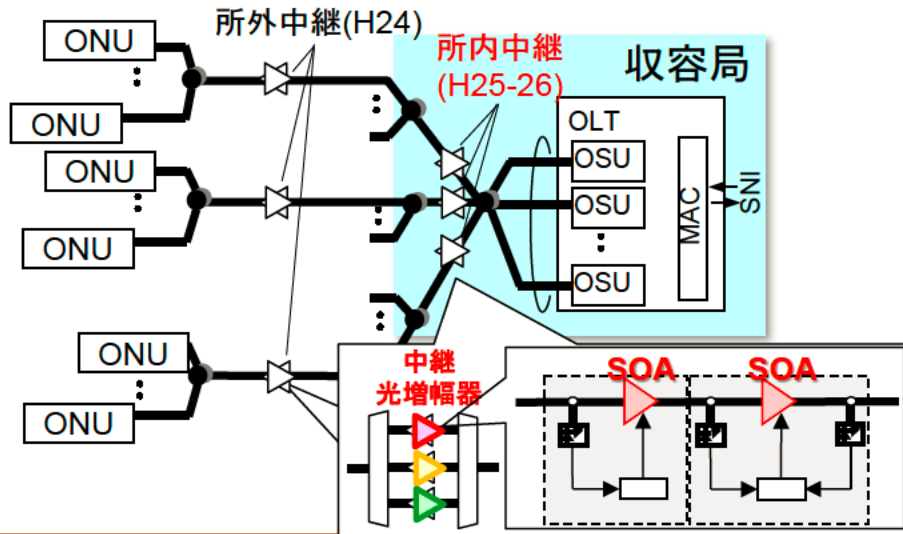 所外中継(H24)
所内中継
(H25-26)
収容局
ONU
ONU
ONU
ONU
ONU
ONU
OLT
OSU
OSU
OSU
MAC
SNI
中継
光増幅器
SOA
SOA